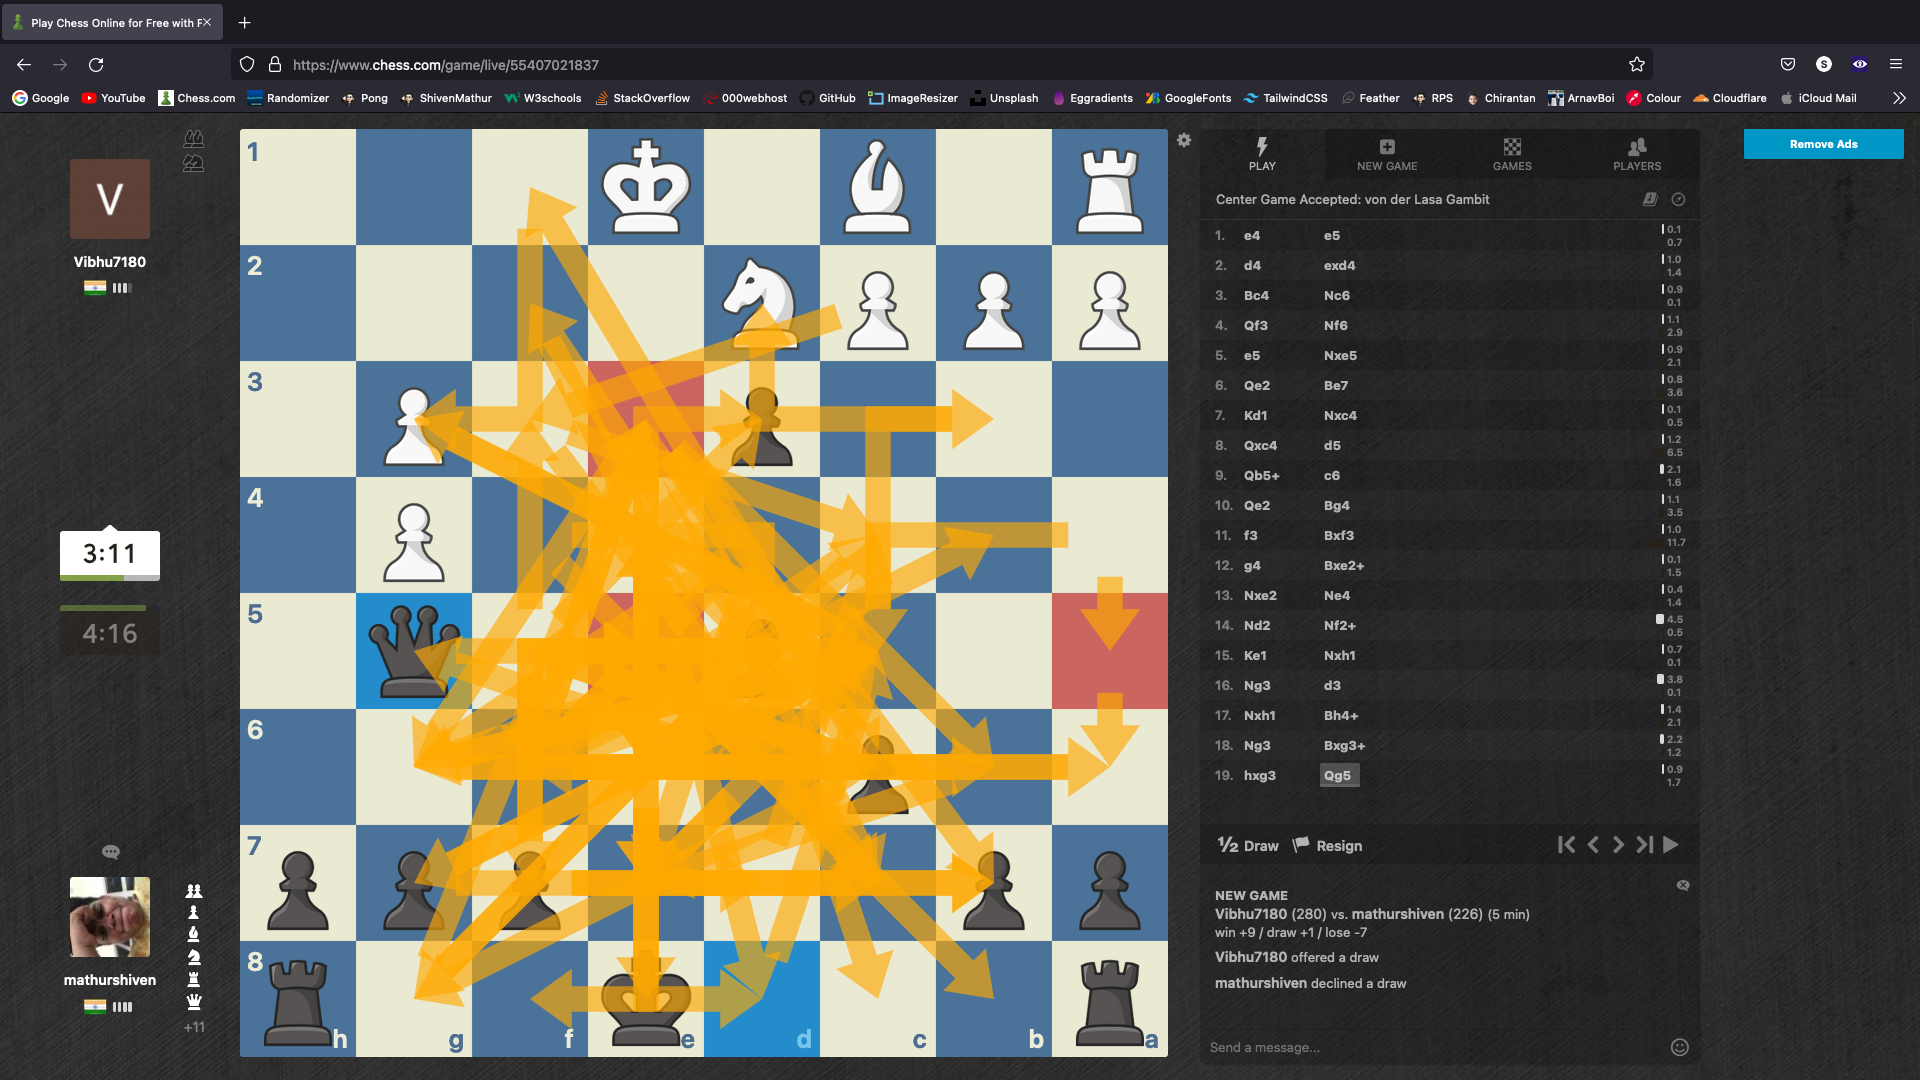 Play Chess Online for Free with F
https://www.chess.com/game/live/55407021837
Google YouTube Chess.com Randomizer Pong ShivenMathur W3schools StackOverflow 000webhost GitHub ImageResizer Unsplash Eggradients GoogleFonts TailwindCSS Feather RPS Chirantan ArnavBoi Colour Cloudflare iCloud Mail
V
Vibhu7180
3:11
4:16
mathurshiven
+11
1
2
3
4
5
6
7
8
h g f e d c b a
PLAY NEW GAME GAMES PLAYERS
Remove Ads
Center Game Accepted: von der Lasa Gambit
1. e4 e5 0.1
0.7
2. d4 exd4 1.0
1.4
3. Bc4 Nc6 0.9
0.1
4. Qf3 Nf6 1.1
2.9
5. e5 Nxe5 0.9
2.1
6. Qe2 Be7 0.8
3.6
7. Kd1 Nxc4 0.1
0.5
8. Qxc4 d5 1.2
6.5
9. Qb5+ c6 2.1
1.6
10. Qe2 Bg4 1.1
3.5
11. f3 Bxf3 1.0
11.7
12. g4 Bxe2+ 0.1
1.5
13. Nxe2 Ne4 0.4
1.4
14. Nd2 Nf2+ 4.5
0.5
15. Ke1 Nxh1 0.7
0.1
16. Ng3 d3 3.8
0.1
17. Nxh1 Bh4+ 1.4
2.1
18. Ng3 Bxg3+ 2.2
1.2
19. hxg3 Qg5 0.9
1.7
½ Draw Resign
NEW GAME
Vibhu7180 (280) vs. mathurshiven (226) (5 min)
win +9 / draw +1 / lose -7
Vibhu7180 offered a draw
mathurshiven declined a draw
Send a message...